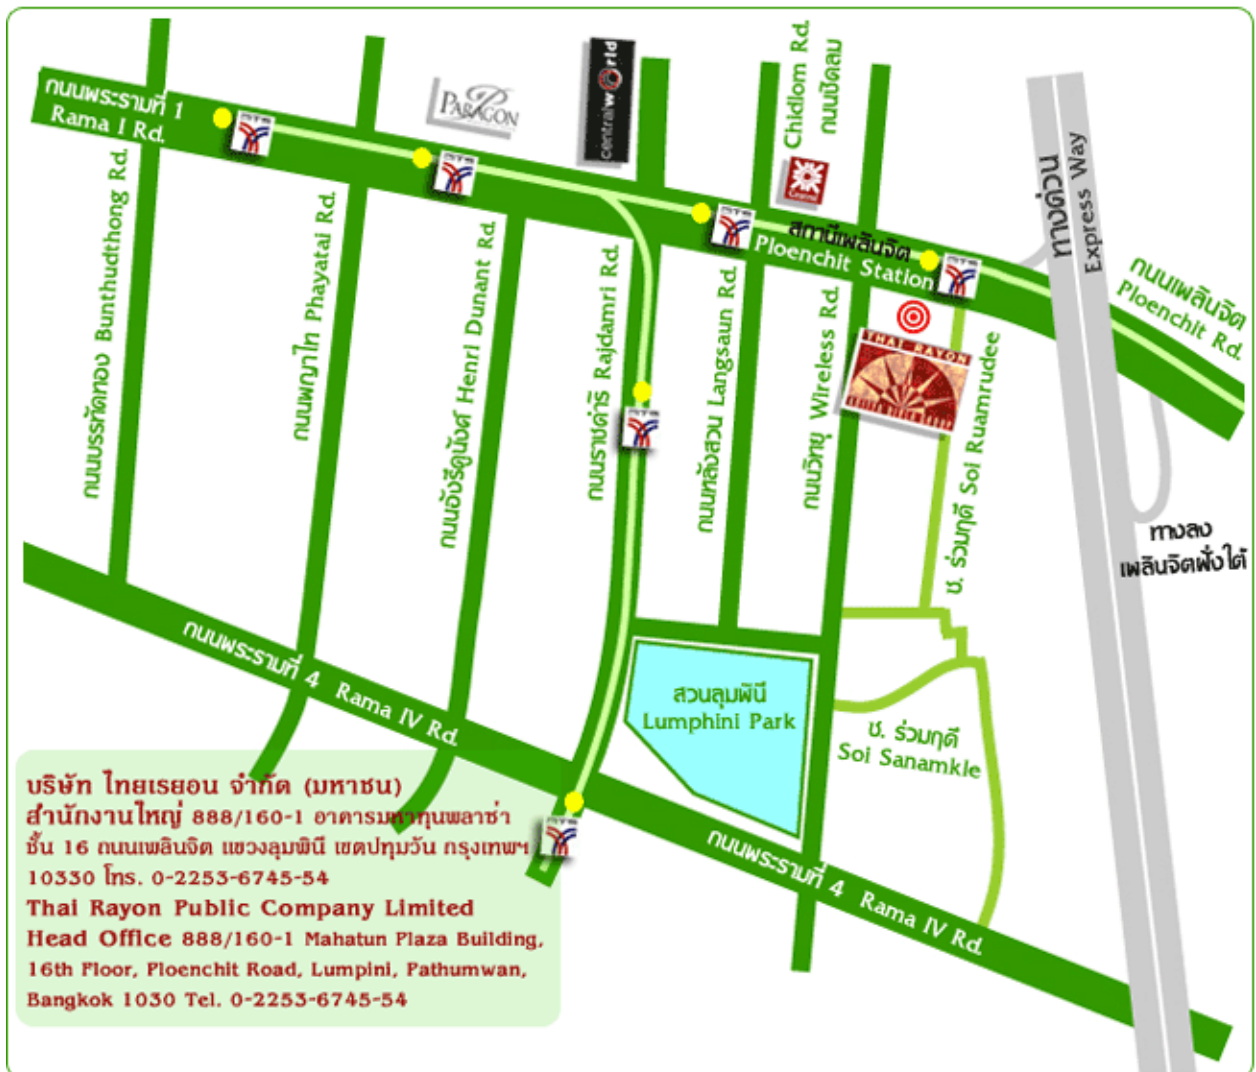 ถนนพระรามที่ 1
Rama I Rd.
PARAGON
centralworld
Chidlom Rd.
ถนนชิดลม
Central
BTS
BTS
BTS
BTS
BTS
BTS
สถานีเพลินจิต
Ploenchit Station
ทางด่วน
Express Way
ถนนเพลินจิต
Ploenchit Rd.
ถนนบรรทัดทอง Bunthudthong Rd.
ถนนพญาไท Phayatai Rd.
ถนนอังรีดูนังต์ Henri Dunant Rd.
ถนนราชดำริ Rajdamri Rd.
ถนนหลังสวน Langsaun Rd.
ถนนวิทยุ Wireless Rd.
THAI RAYON
ADITYA BIRLA GROUP
ซ. ร่วมฤดี Soi Ruamrudee
ทางลง
เพลินจิตฝั่งใต้
ถนนพระรามที่ 4 Rama IV Rd.
สวนลุมพินี
Lumphini Park
ซ. ร่วมฤดี
Soi Sanamkle
ถนนพระรามที่ 4 Rama IV Rd.
บริษัท ไทยเรยอน จำกัด (มหาชน)
สำนักงานใหญ่ 888/160-1 อาคารมหาทุนพลาซ่า
ชั้น 16 ถนนเพลินจิต แขวงลุมพินี เขตปทุมวัน กรุงเทพฯ
10330 โทร. 0-2253-6745-54
Thai Rayon Public Company Limited
Head Office 888/160-1 Mahatun Plaza Building,
16th Floor, Ploenchit Road, Lumpini, Pathumwan,
Bangkok 1030 Tel. 0-2253-6745-54